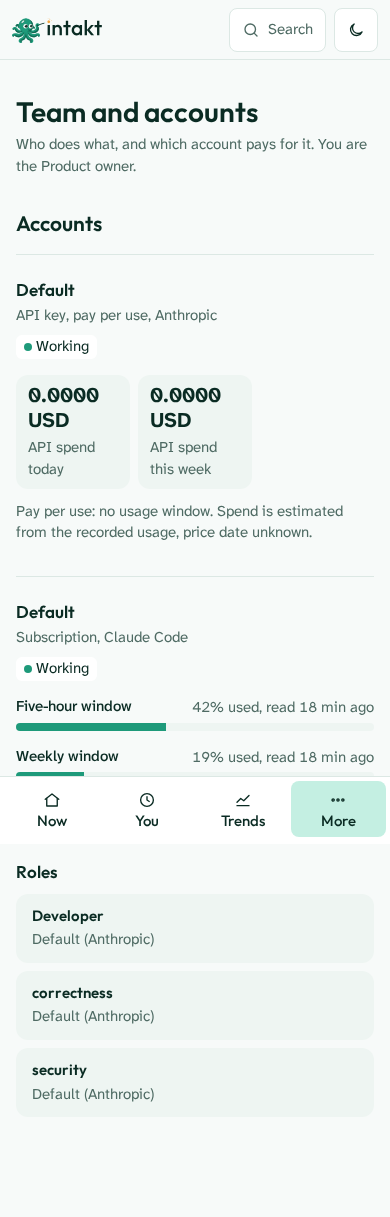 intakt
Search
Team and accounts
Who does what, and which account pays for it. You are
the Product owner.
Accounts
Default
API key, pay per use, Anthropic
Working
0.0000
USD
API spend
today
0.0000
USD
API spend
this week
Pay per use: no usage window. Spend is estimated
from the recorded usage, price date unknown.
Default
Subscription, Claude Code
Working
Five-hour window
42% used, read 18 min ago
Weekly window
19% used, read 18 min ago
Now
You
Trends
More
Roles
Developer
Default (Anthropic)
correctness
Default (Anthropic)
security
Default (Anthropic)